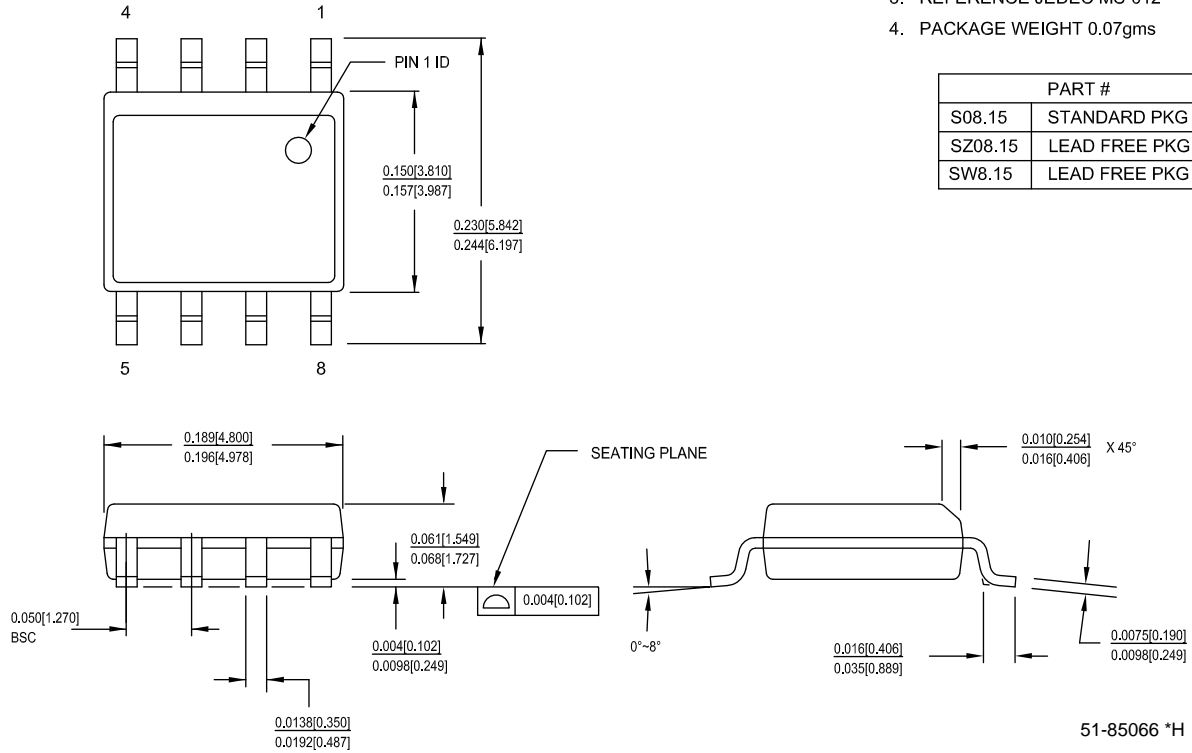 3. REFERENCE JEDEC MS-012
4. PACKAGE WEIGHT 0.07gms
PART #
S08.15 STANDARD PKG
SZ08.15 LEAD FREE PKG
SW8.15 LEAD FREE PKG
4 1
PIN 1 ID
0.150[3.810]
0.157[3.987]
0.230[5.842]
0.244[6.197]
5 8
0.189[4.800]
0.196[4.978]
SEATING PLANE
0.010[0.254]
0.016[0.406]
X 45°
0.061[1.549]
0.068[1.727]
0.004[0.102]
0.050[1.270]
BSC
0.004[0.102]
0.0098[0.249]
0°~8°
0.016[0.406]
0.035[0.889]
0.0075[0.190]
0.0098[0.249]
0.0138[0.350]
0.0192[0.487]
51-85066 *H